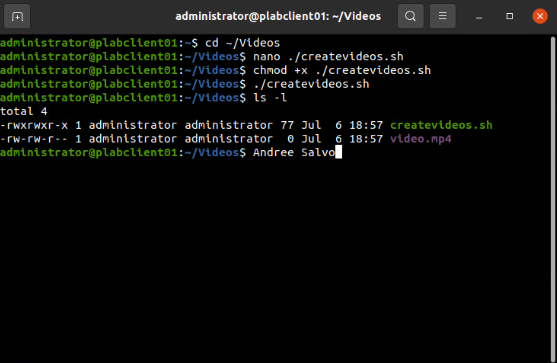 administrator@plabclient01: ~/Videos
administrator@plabclient01:~$ cd ~/Videos
administrator@plabclient01:~/Videos$ nano ./createvideos.sh
administrator@plabclient01:~/Videos$ chmod +x ./createvideos.sh
administrator@plabclient01:~/Videos$ ./createvideos.sh
administrator@plabclient01:~/Videos$ ls -l
total 4
-rwxrwxr-x 1 administrator administrator 77 Jul  6 18:57 createvideos.sh
-rw-rw-r-- 1 administrator administrator  0 Jul  6 18:57 video.mp4
administrator@plabclient01:~/Videos$ Andree Salvo